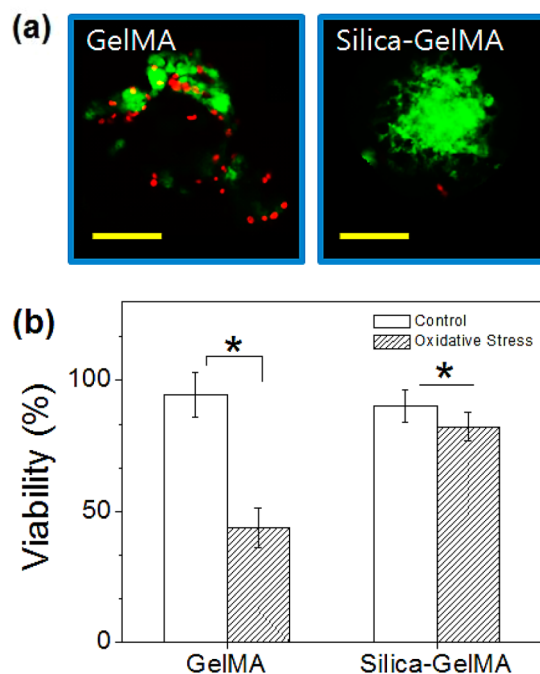 (a)
GelMA
Silica-GelMA
(b)
Control
Oxidative Stress
*
*
100
50
0
Viability (%)
GelMA
Silica-GelMA